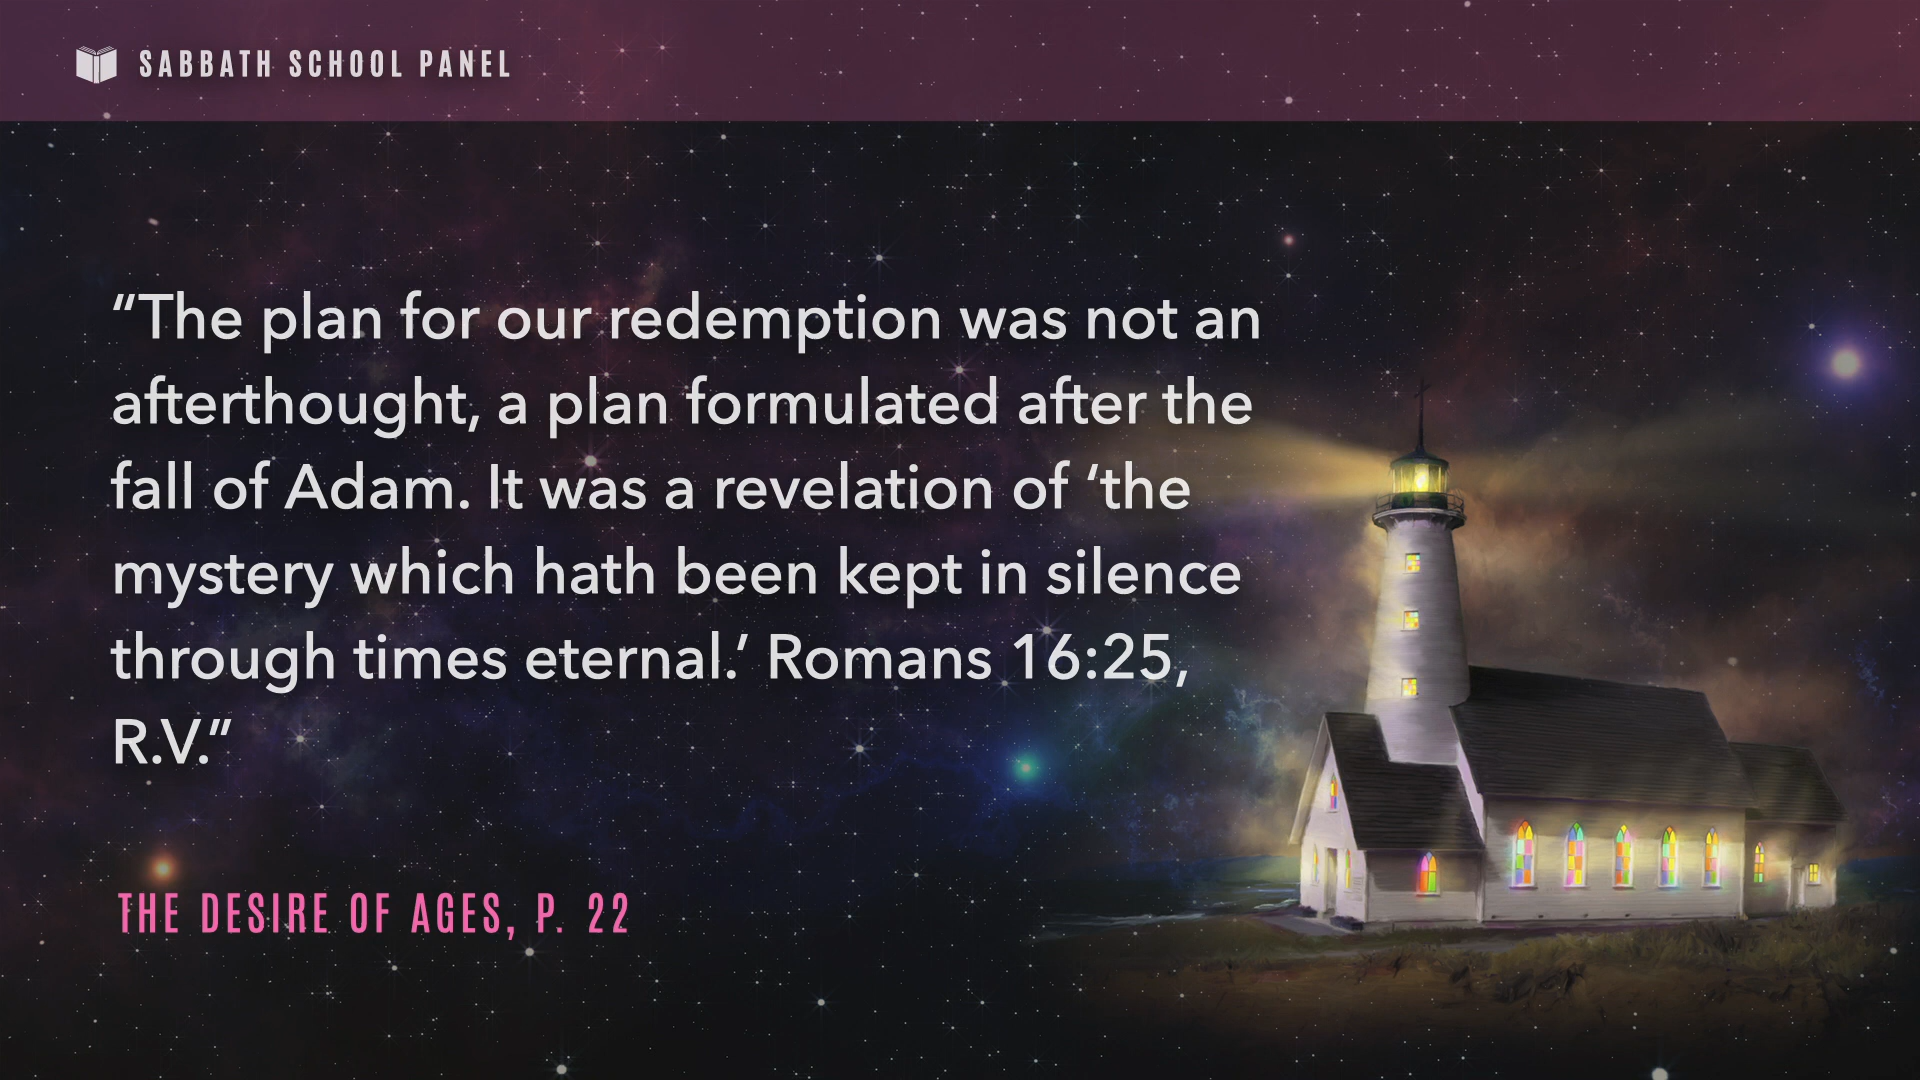 SABBATH SCHOOL PANEL
“The plan for our redemption was not an
afterthought, a plan formulated after the
fall of Adam. It was a revelation of ‘the
mystery which hath been kept in silence
through times eternal.’ Romans 16:25,
R.V.”
THE DESIRE OF AGES, P. 22